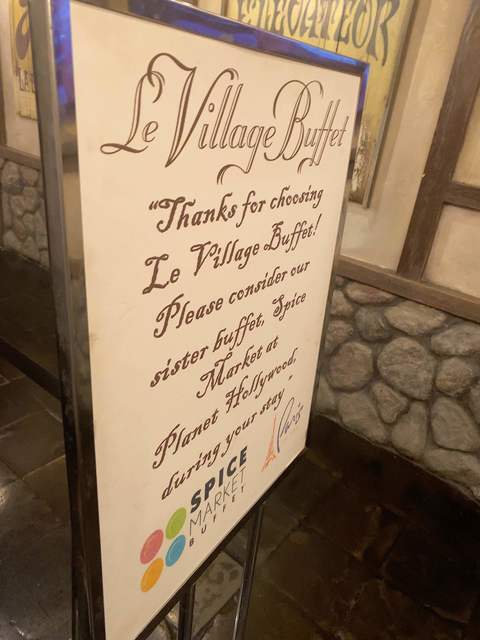 Le Village Buffet
"Thanks for choosing
Le Village Buffet!
Please consider our
sister buffet, Spice
Market at
Planet Hollywood,
during your stay"
Paris
SPICE
MARKET
BUFFET